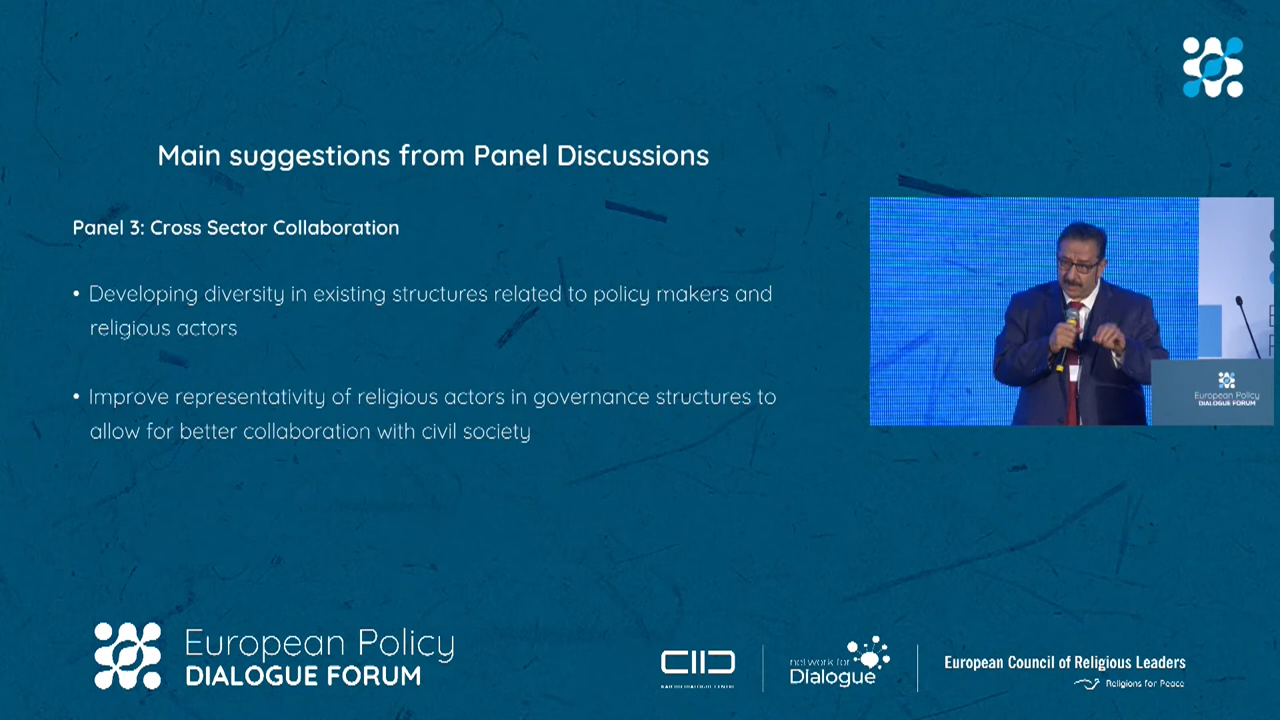 Main suggestions from Panel Discussions
Panel 3: Cross Sector Collaboration
• Developing diversity in existing structures related to policy makers and
religious actors
• Improve representativity of religious actors in governance structures to
allow for better collaboration with civil society
European Policy
DIALOGUE FORUM
European Policy
DIALOGUE FORUM
network for
Dialogue
European Council of Religious Leaders
Religions for Peace